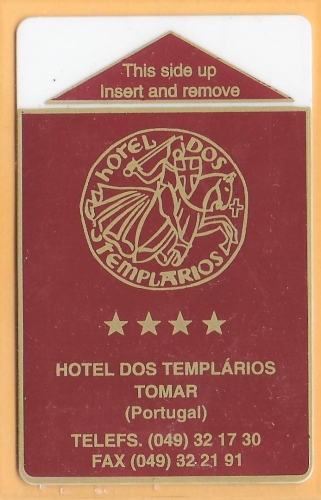 This side up
Insert and remove
HOTEL DOS
TEMPLÁRIOS
HOTEL DOS TEMPLÁRIOS
TOMAR
(Portugal)
TELEFS. (049) 32 17 30
FAX (049) 32 21 91